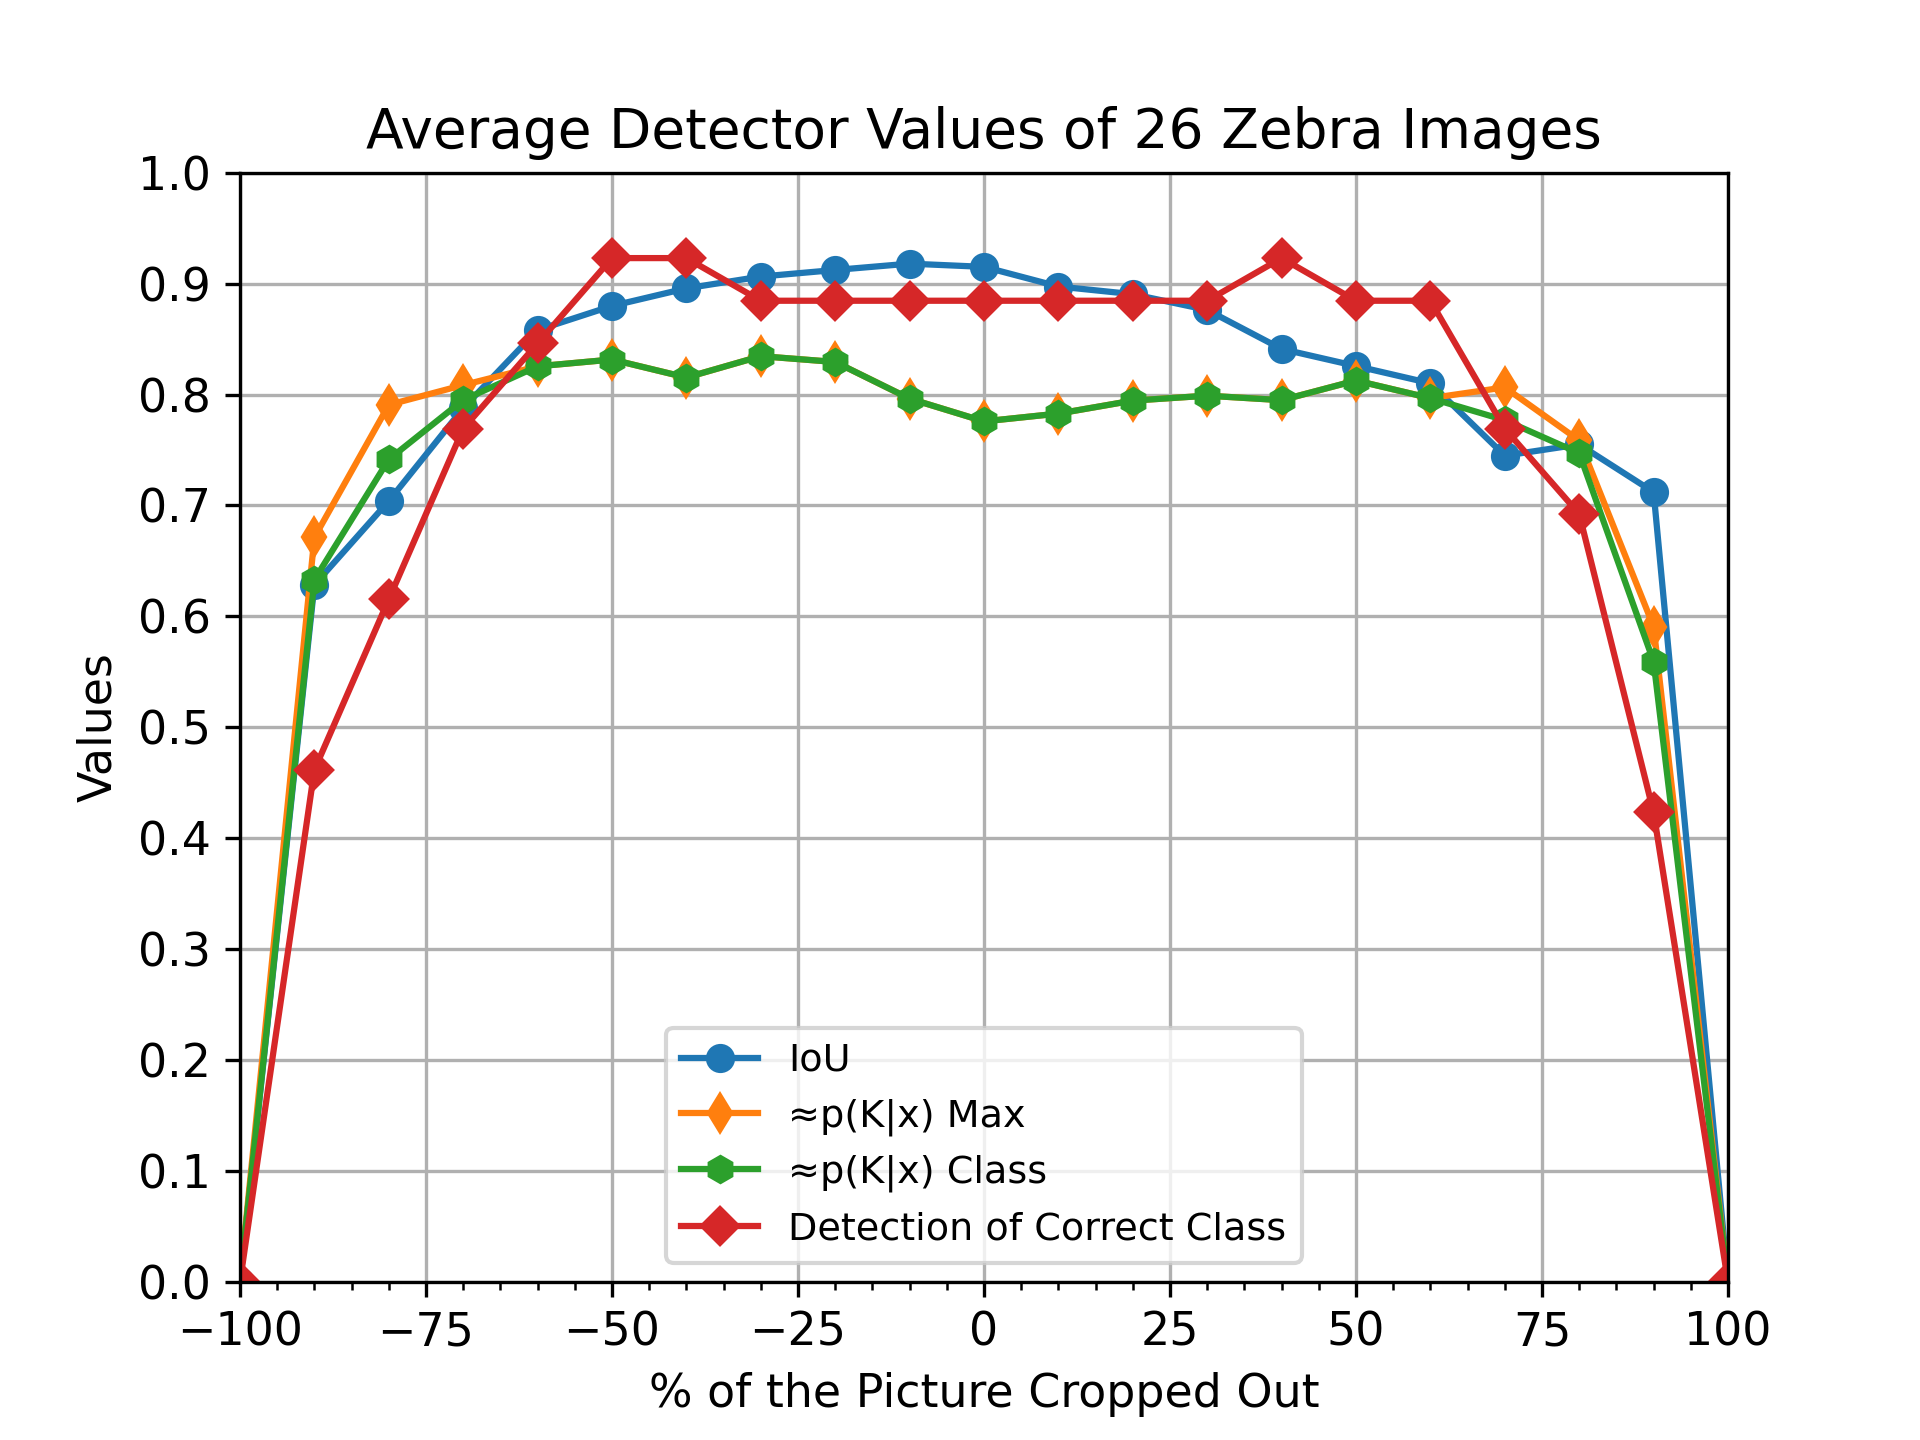 Average Detector Values of 26 Zebra Images
1.0
0.9
0.8
0.7
0.6
0.5
0.4
0.3
0.2
0.1
0.0
Values
IoU
≈p(K|x) Max
≈p(K|x) Class
Detection of Correct Class
−100 −75 −50 −25 0 25 50 75 100
% of the Picture Cropped Out